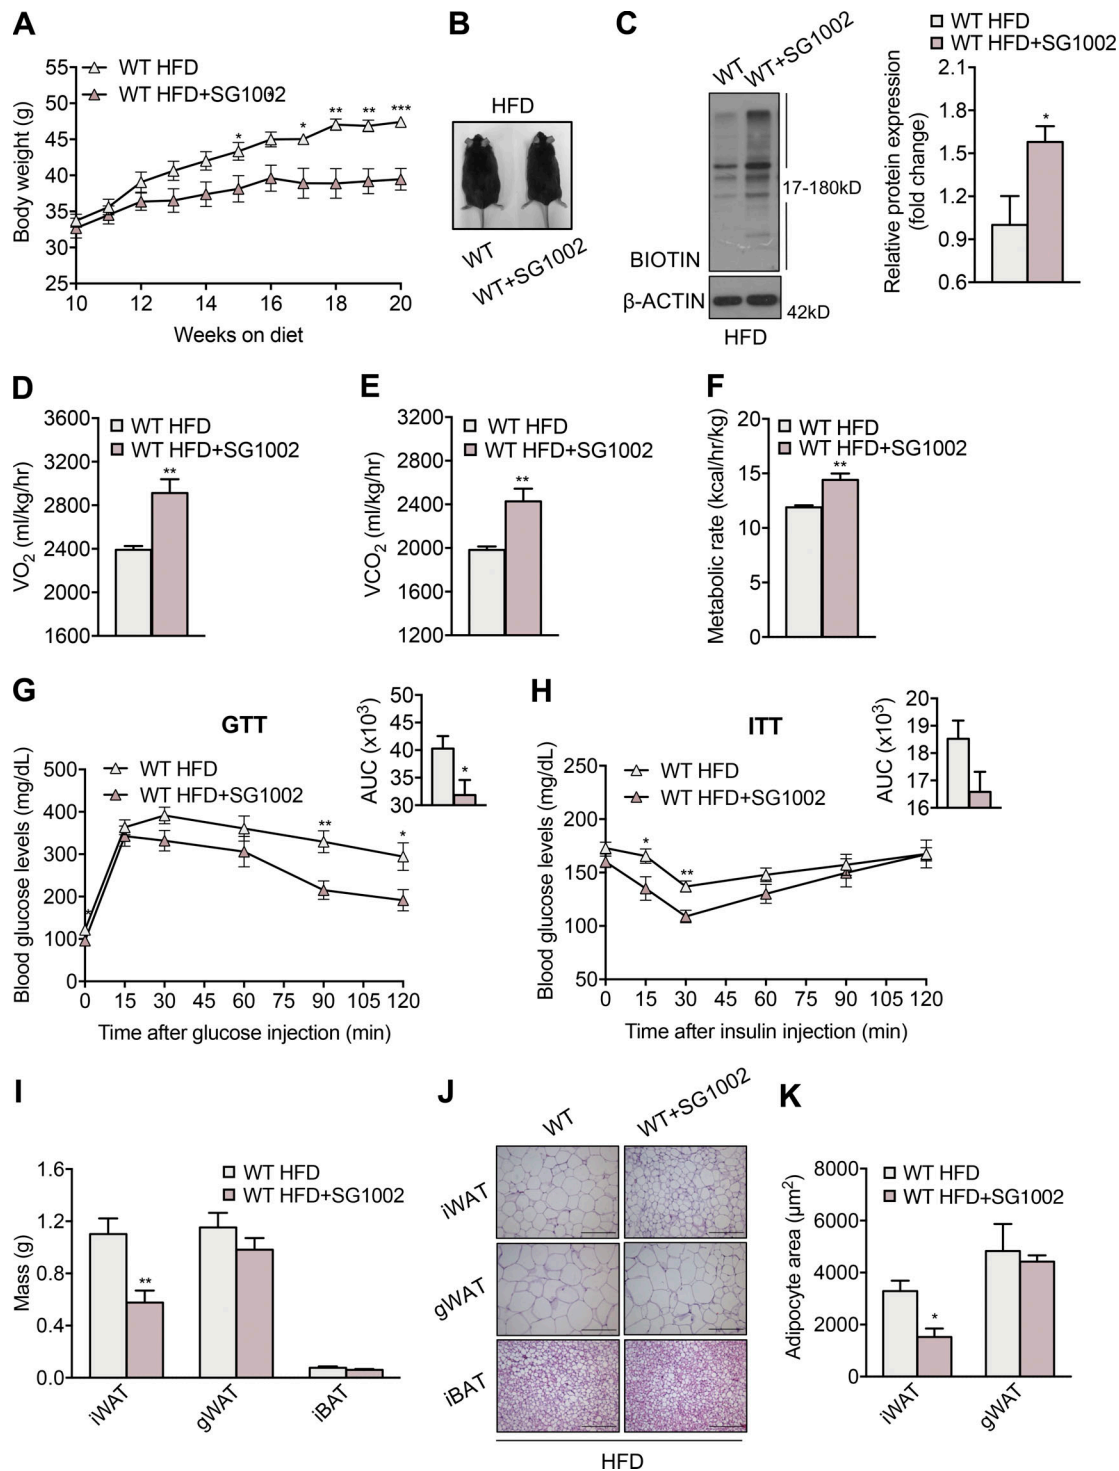 A
WT HFD
WT HFD+SG1002
Body weight (g)
55
50
45
40
35
30
25
*
*
*
**
**
***
10
12
14
16
18
20
Weeks on diet
B
HFD
WT
WT+SG1002
C
WT
WT+SG1002
17-180kD
BIOTIN
β-ACTIN
42kD
HFD
WT HFD
WT HFD+SG1002
Relative protein expression
(fold change)
2.1
1.8
1.5
1.2
0.9
0.6
*
D
WT HFD
WT HFD+SG1002
VO2 (ml/kg/hr)
3600
3200
2800
2400
2000
1600
**
E
WT HFD
WT HFD+SG1002
VCO2 (ml/kg/hr)
3200
2800
2400
2000
1600
1200
**
F
WT HFD
WT HFD+SG1002
Metabolic rate (kcal/hr/kg)
20
15
10
5
0
**
G
GTT
WT HFD
WT HFD+SG1002
Blood glucose levels (mg/dL)
500
400
300
200
100
0
*
**
*
0 15 30 45 60 75 90 105 120
Time after glucose injection (min)
AUC (x10³)
50
45
40
35
30
*
H
ITT
WT HFD
WT HFD+SG1002
Blood glucose levels (mg/dL)
250
200
150
100
50
*
**
0 15 30 45 60 75 90 105 120
Time after insulin injection (min)
AUC (x10³)
20
19
18
17
16
I
WT HFD
WT HFD+SG1002
Mass (g)
1.6
1.2
0.8
0.4
0.0
**
iWAT
gWAT
iBAT
J
WT
WT+SG1002
iWAT
gWAT
iBAT
HFD
K
WT HFD
WT HFD+SG1002
Adipocyte area (µm²)
8000
6000
4000
2000
0
*
iWAT
gWAT